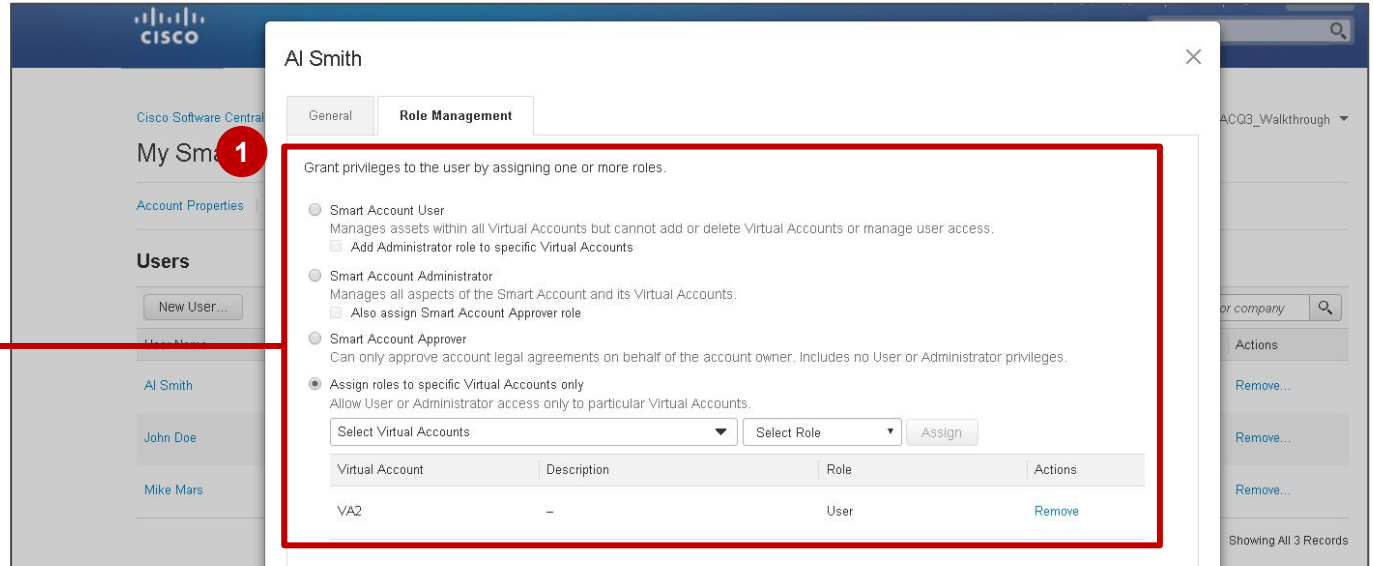 CISCO
Al Smith
Cisco Software Central
General
Role Management
ACQ3_Walkthrough
My Sma
1
Grant privileges to the user by assigning one or more roles.
Account Properties
Smart Account User
Manages assets within all Virtual Accounts but cannot add or delete Virtual Accounts or manage user access.
Add Administrator role to specific Virtual Accounts
Users
Smart Account Administrator
Manages all aspects of the Smart Account and its Virtual Accounts.
Also assign Smart Account Approver role
New User...
or company
Smart Account Approver
Can only approve account legal agreements on behalf of the account owner. Includes no User or Administrator privileges.
User Name
Actions
Assign roles to specific Virtual Accounts only
Allow User or Administrator access only to particular Virtual Accounts.
Al Smith
Remove...
Select Virtual Accounts
Select Role
Assign
John Doe
Remove...
Virtual Account Description Role Actions
Mike Mars
Remove...
VA2 – User Remove
Showing All 3 Records